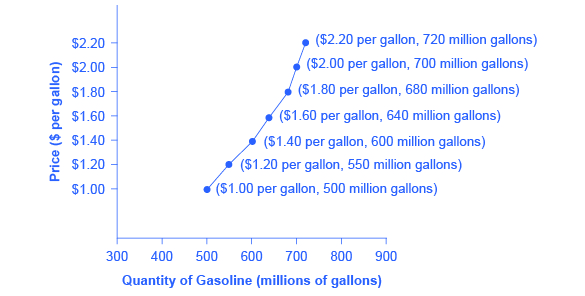 Price ($ per gallon)
$2.20
$2.00
$1.80
$1.60
$1.40
$1.20
$1.00
($2.20 per gallon, 720 million gallons)
($2.00 per gallon, 700 million gallons)
($1.80 per gallon, 680 million gallons)
($1.60 per gallon, 640 million gallons)
($1.40 per gallon, 600 million gallons)
($1.20 per gallon, 550 million gallons)
($1.00 per gallon, 500 million gallons)
300 400 500 600 700 800 900
Quantity of Gasoline (millions of gallons)